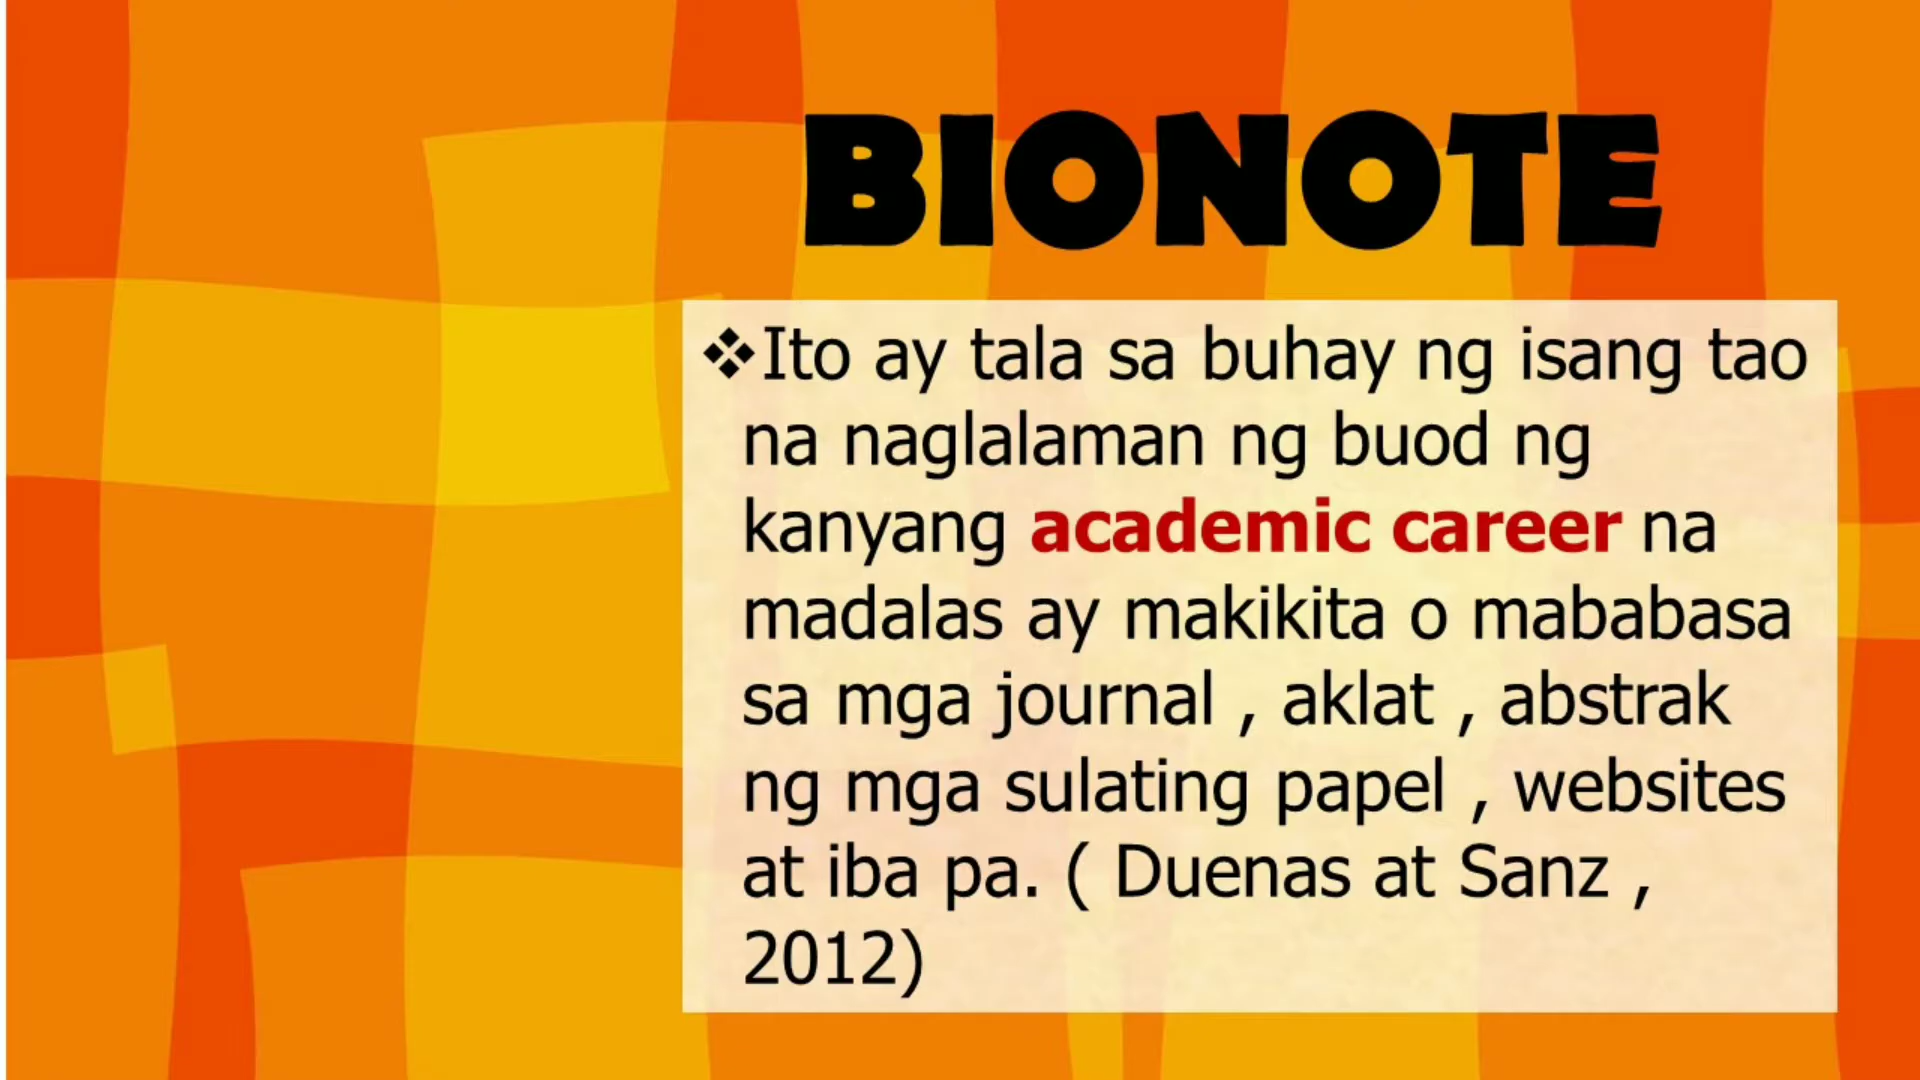 BIONOTE
❖Ito ay tala sa buhay ng isang tao
na naglalaman ng buod ng
kanyang academic career na
madalas ay makikita o mababasa
sa mga journal , aklat , abstrak
ng mga sulating papel , websites
at iba pa. ( Duenas at Sanz ,
2012)